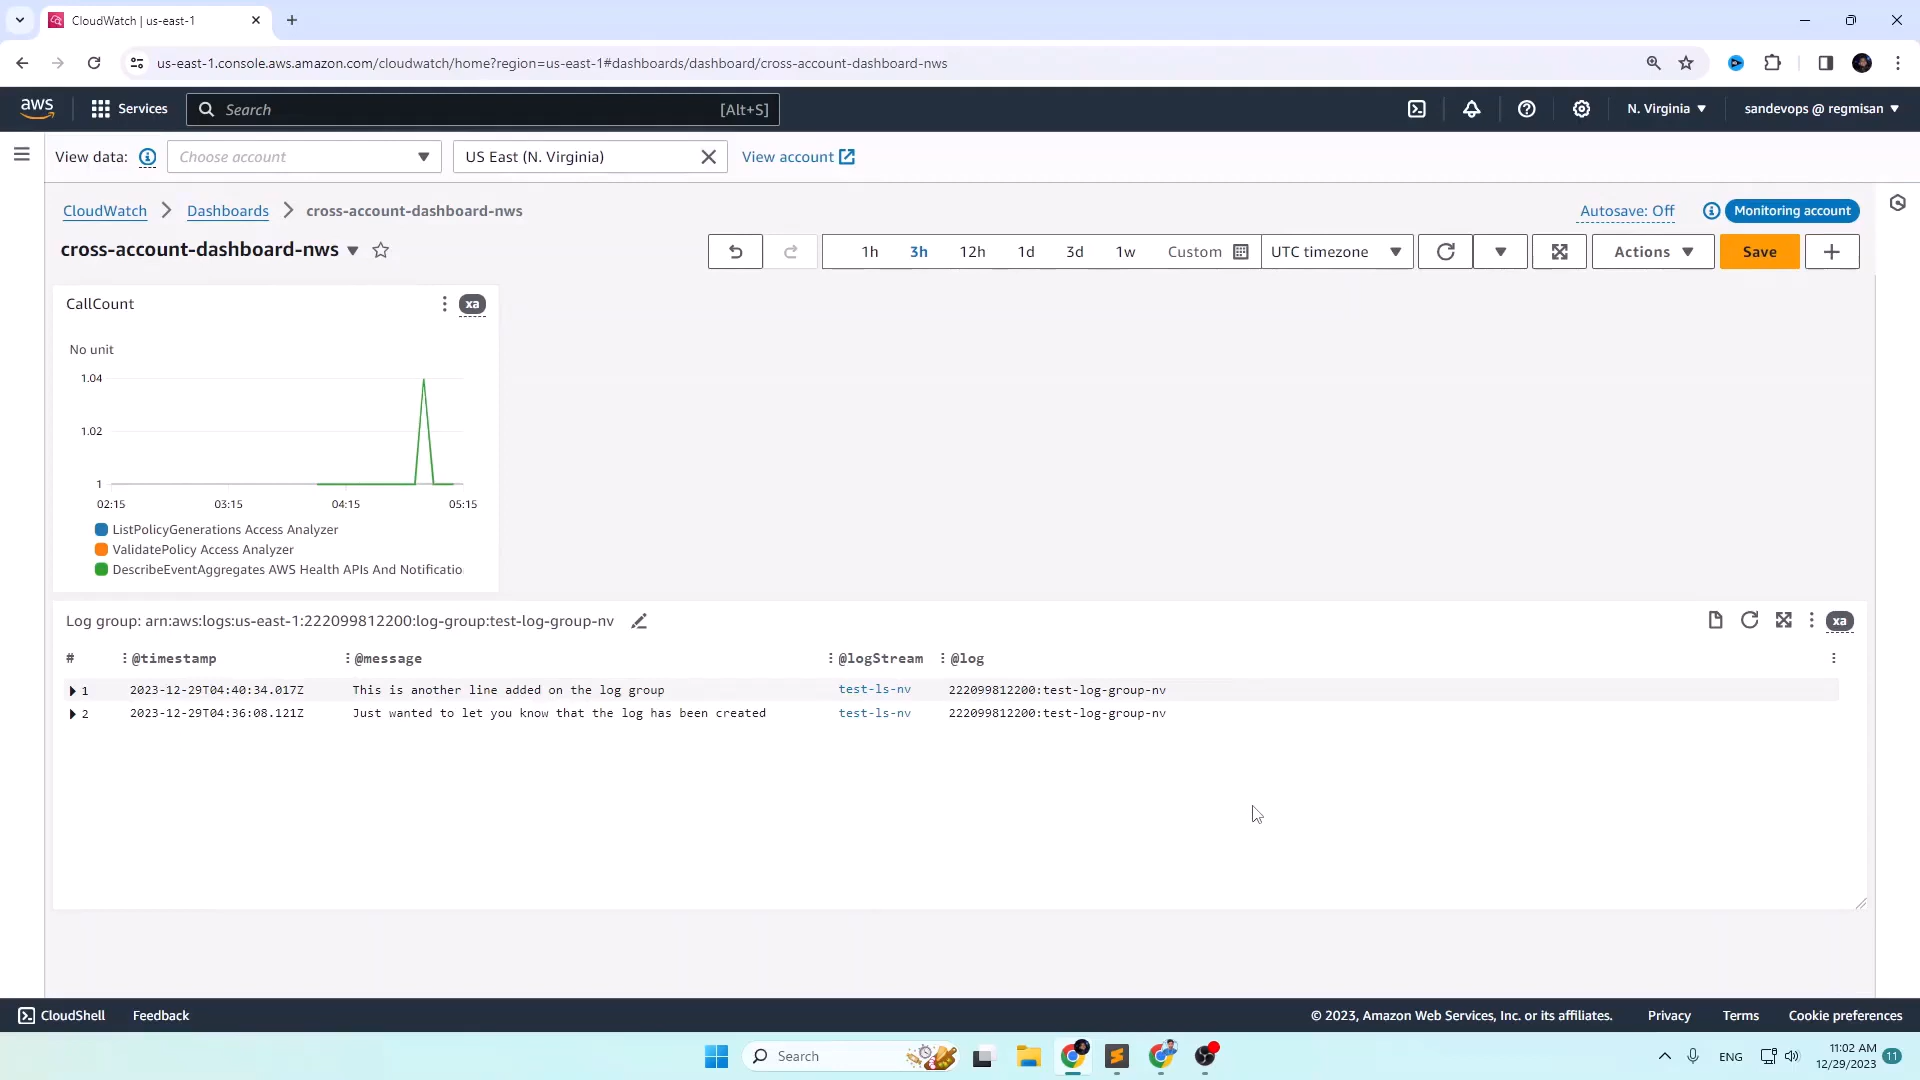 CloudWatch | us-east-1
us-east-1.console.aws.amazon.com/cloudwatch/home?region=us-east-1#dashboards/dashboard/cross-account-dashboard-nws
aws Services Search [Alt+S] N. Virginia sandevops @ regmisan
View data: Choose account US East (N. Virginia) View account
CloudWatch Dashboards cross-account-dashboard-nws Autosave: Off Monitoring account
cross-account-dashboard-nws 1h 3h 12h 1d 3d 1w Custom UTC timezone Actions Save
CallCount xa
No unit
1.04
1.02
1
02:15 03:15 04:15 05:15
ListPolicyGenerations Access Analyzer
ValidatePolicy Access Analyzer
DescribeEventAggregates AWS Health APIs And Notificatio
Log group: arn:aws:logs:us-east-1:222099812200:log-group:test-log-group-nv xa
# @timestamp @message @logStream @log
1 2023-12-29T04:40:34.017Z This is another line added on the log group test-ls-nv 222099812200:test-log-group-nv
2 2023-12-29T04:36:08.121Z Just wanted to let you know that the log has been created test-ls-nv 222099812200:test-log-group-nv
CloudShell Feedback © 2023, Amazon Web Services, Inc. or its affiliates. Privacy Terms Cookie preferences
Search ENG 11:02 AM 11
12/29/2023